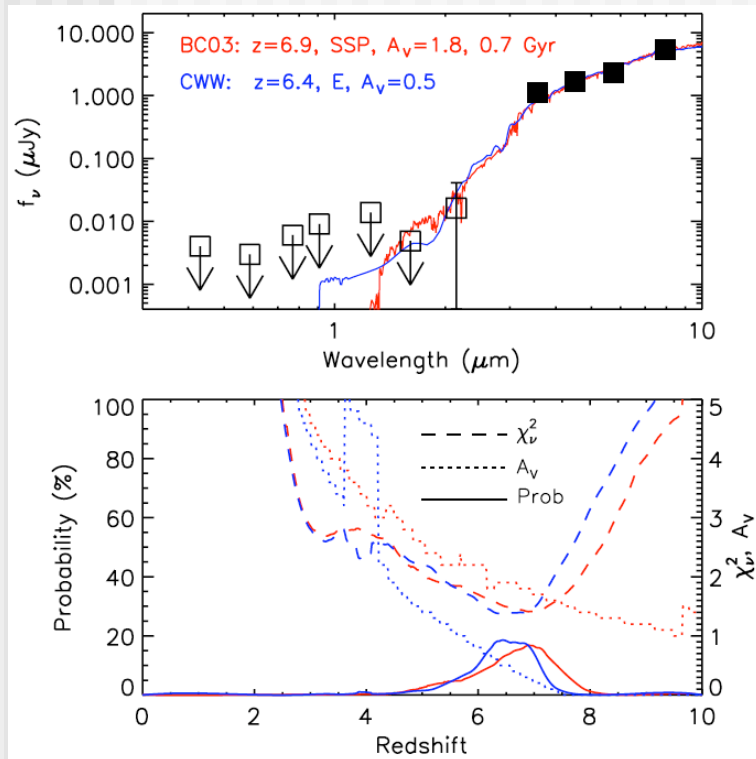 BC03: z=6.9, SSP, A_V=1.8, 0.7 Gyr
CWW: z=6.4, E, A_V=0.5
10.000
1.000
0.100
0.010
0.001
f_ν (μJy)
1 10
Wavelength (μm)
100
80
60
40
20
0
Probability (%)
χ²_ν
A_V
Prob
5
4
3
2
1
0
χ²_ν, A_V
0 2 4 6 8 10
Redshift